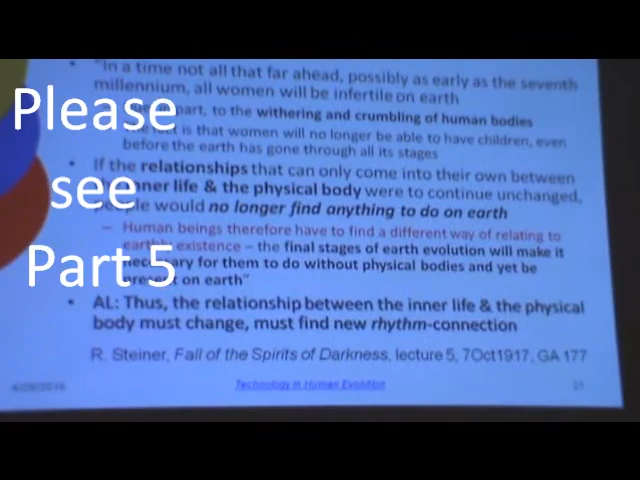 • "In a time not all that far ahead, possibly as early as the seventh
millennium, all women will be infertile on earth
part, to the withering and crumbling of human bodies
is that women will no longer be able to have children, even
before the earth has gone through all its stages
• If the relationships that can only come into their own between
inner life & the physical body were to continue unchanged,
people would no longer find anything to do on earth
– Human beings therefore have to find a different way of relating to
earthly existence – the final stages of earth evolution will make it
necessary for them to do without physical bodies and yet be
present on earth"
• AL: Thus, the relationship between the inner life & the physical
body must change, must find new rhythm-connection
R. Steiner, Fall of the Spirits of Darkness, lecture 5, 7Oct1917, GA 177
Technology in Human Evolution
21
Please
see
Part 5